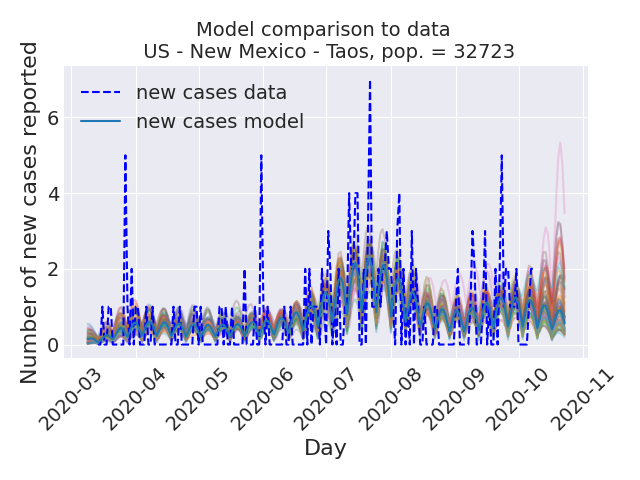 Model comparison to data
US - New Mexico - Taos, pop. = 32723
Number of new cases reported
6
4
2
0
new cases data
new cases model
2020-03
2020-04
2020-05
2020-06
2020-07
2020-08
2020-09
2020-10
2020-11
Day